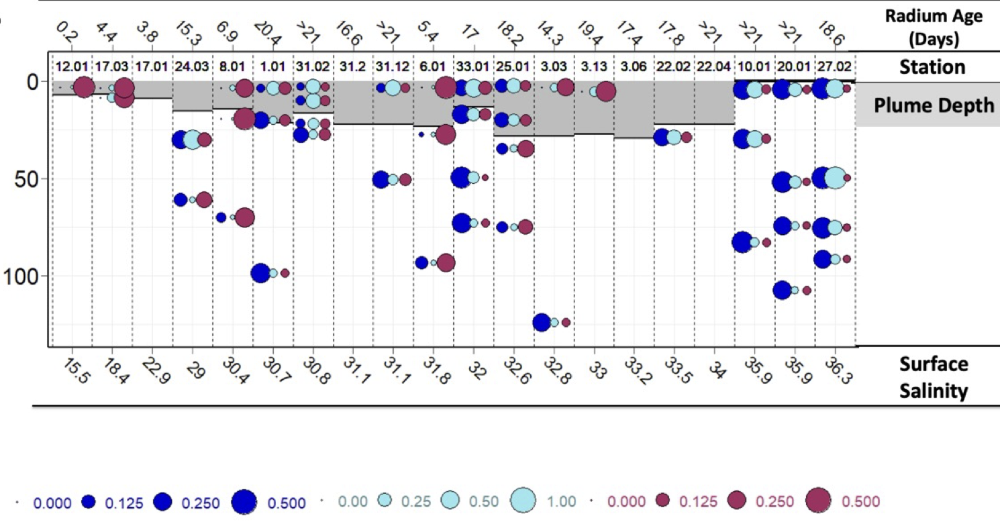 0.2 4.4 3.8 15.3 6.9 20.4 >21 16.6 >21 5.4 17 18.2 14.3 19.4 17.4 17.8 >21 >21 >21 18.6
Radium Age
(Days)
12.01 17.03 17.01 24.03 8.01 1.01 31.02 31.2 31.12 6.01 33.01 25.01 3.03 3.13 3.06 22.02 22.04 10.01 20.01 27.02 Station
0
Plume Depth
50
100
15.5 18.4 22.9 29 30.4 30.7 30.8 31.1 31.1 31.8 32 32.6 32.8 33 33.2 33.5 34 35.9 35.9 36.3
Surface
Salinity
0.000 0.125 0.250 0.500 0.00 0.25 0.50 1.00 0.000 0.125 0.250 0.500